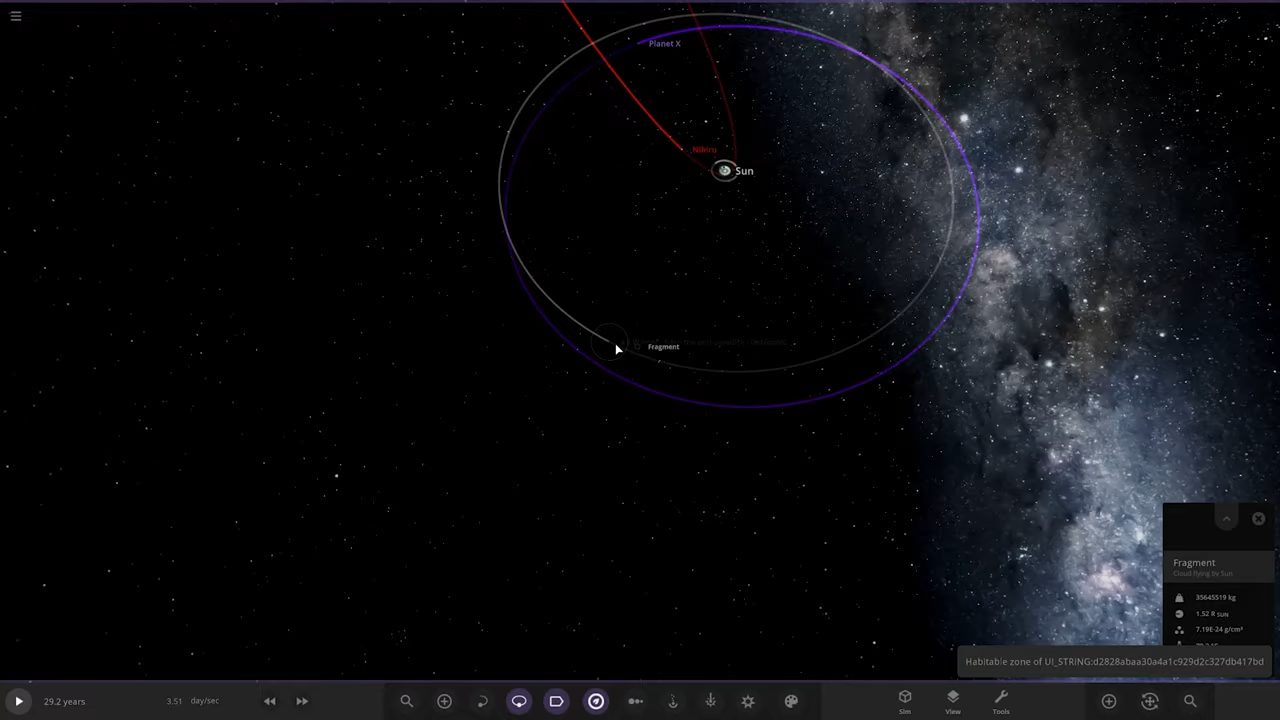 Planet X
Nibiru
Sun
Fragment
Fragment
Cloud flying by Sun
35645519 kg
1.52 R SUN
7.19E-24 g/cm³
Habitable zone of UI_STRING:d2828abaa30a4a1c929d2c327db417bd
29.2 years
3.51 day/sec
Sim
View
Tools